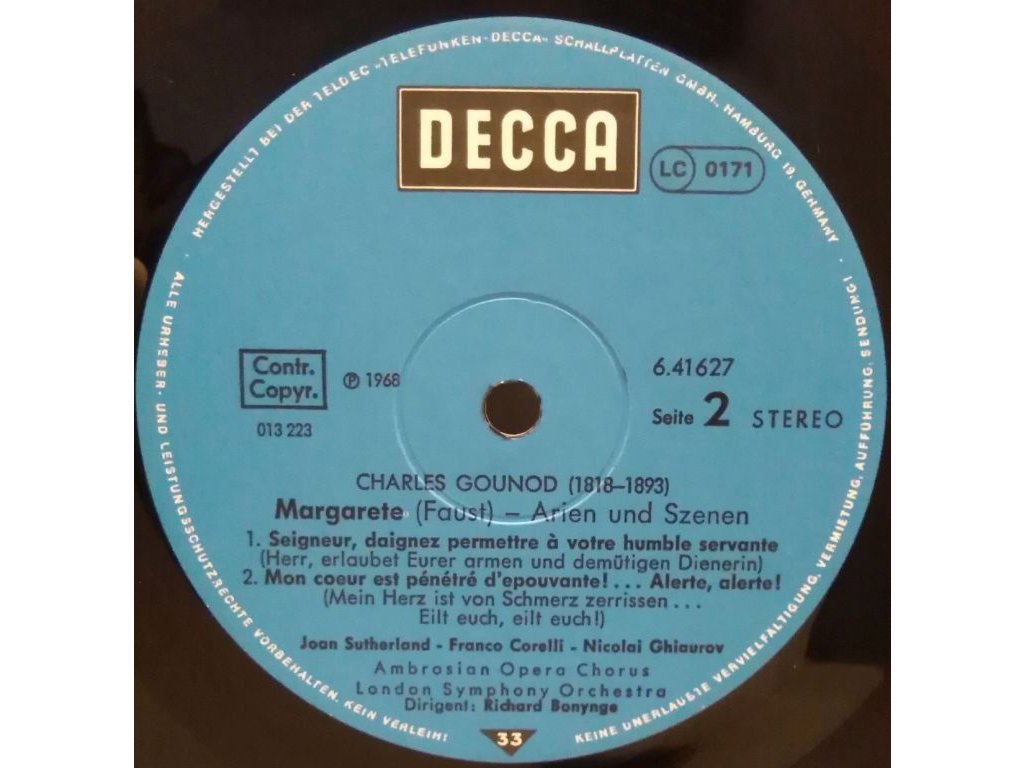 HERGESTELLT BEI DER TELDEC »TELEFUNKEN-DECCA« SCHALLPLATTEN GMBH., HAMBURG 19, GERMANY
DECCA
LC 0171
Contr.
Copyr.
℗ 1968
013 223
6.41627
Seite 2 STEREO
CHARLES GOUNOD (1818–1893)
Margarete (Faust) – Arien und Szenen
1. Seigneur, daignez permettre à votre humble servante
(Herr, erlaubet Eurer armen und demütigen Dienerin)
2. Mon coeur est pénétré d'epouvante! ... Alerte, alerte!
(Mein Herz ist von Schmerz zerrissen ...
Eilt euch, eilt euch!)
Joan Sutherland - Franco Corelli - Nicolai Ghiaurov
Ambrosian Opera Chorus
London Symphony Orchestra
Dirigent: Richard Bonynge
33
ALLE URHEBER- UND LEISTUNGSSCHUTZRECHTE VORBEHALTEN. KEIN VERLEIH!
KEINE UNERLAUBTE VERVIELFÄLTIGUNG, VERMIETUNG, AUFFÜHRUNG, SENDUNG!